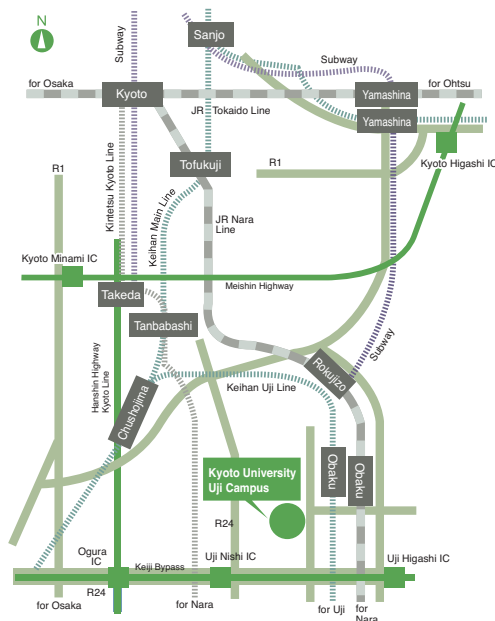 N
Subway
Sanjo
Subway
for Osaka
Kyoto
Yamashina
for Ohtsu
JR Tokaido Line
Yamashina
Kyoto Higashi IC
R1
R1
Tofukuji
Kintetsu Kyoto Line
Keihan Main Line
JR Nara
Line
Kyoto Minami IC
Meishin Highway
Takeda
Tanbabashi
Subway
Rokujizo
Hanshin Highway
Kyoto Line
Chushojima
Keihan Uji Line
Obaku
Obaku
Kyoto University
Uji Campus
R24
Ogura
IC
Keiji Bypass
Uji Nishi IC
Uji Higashi IC
for Osaka
R24
for Nara
for Uji
for
Nara